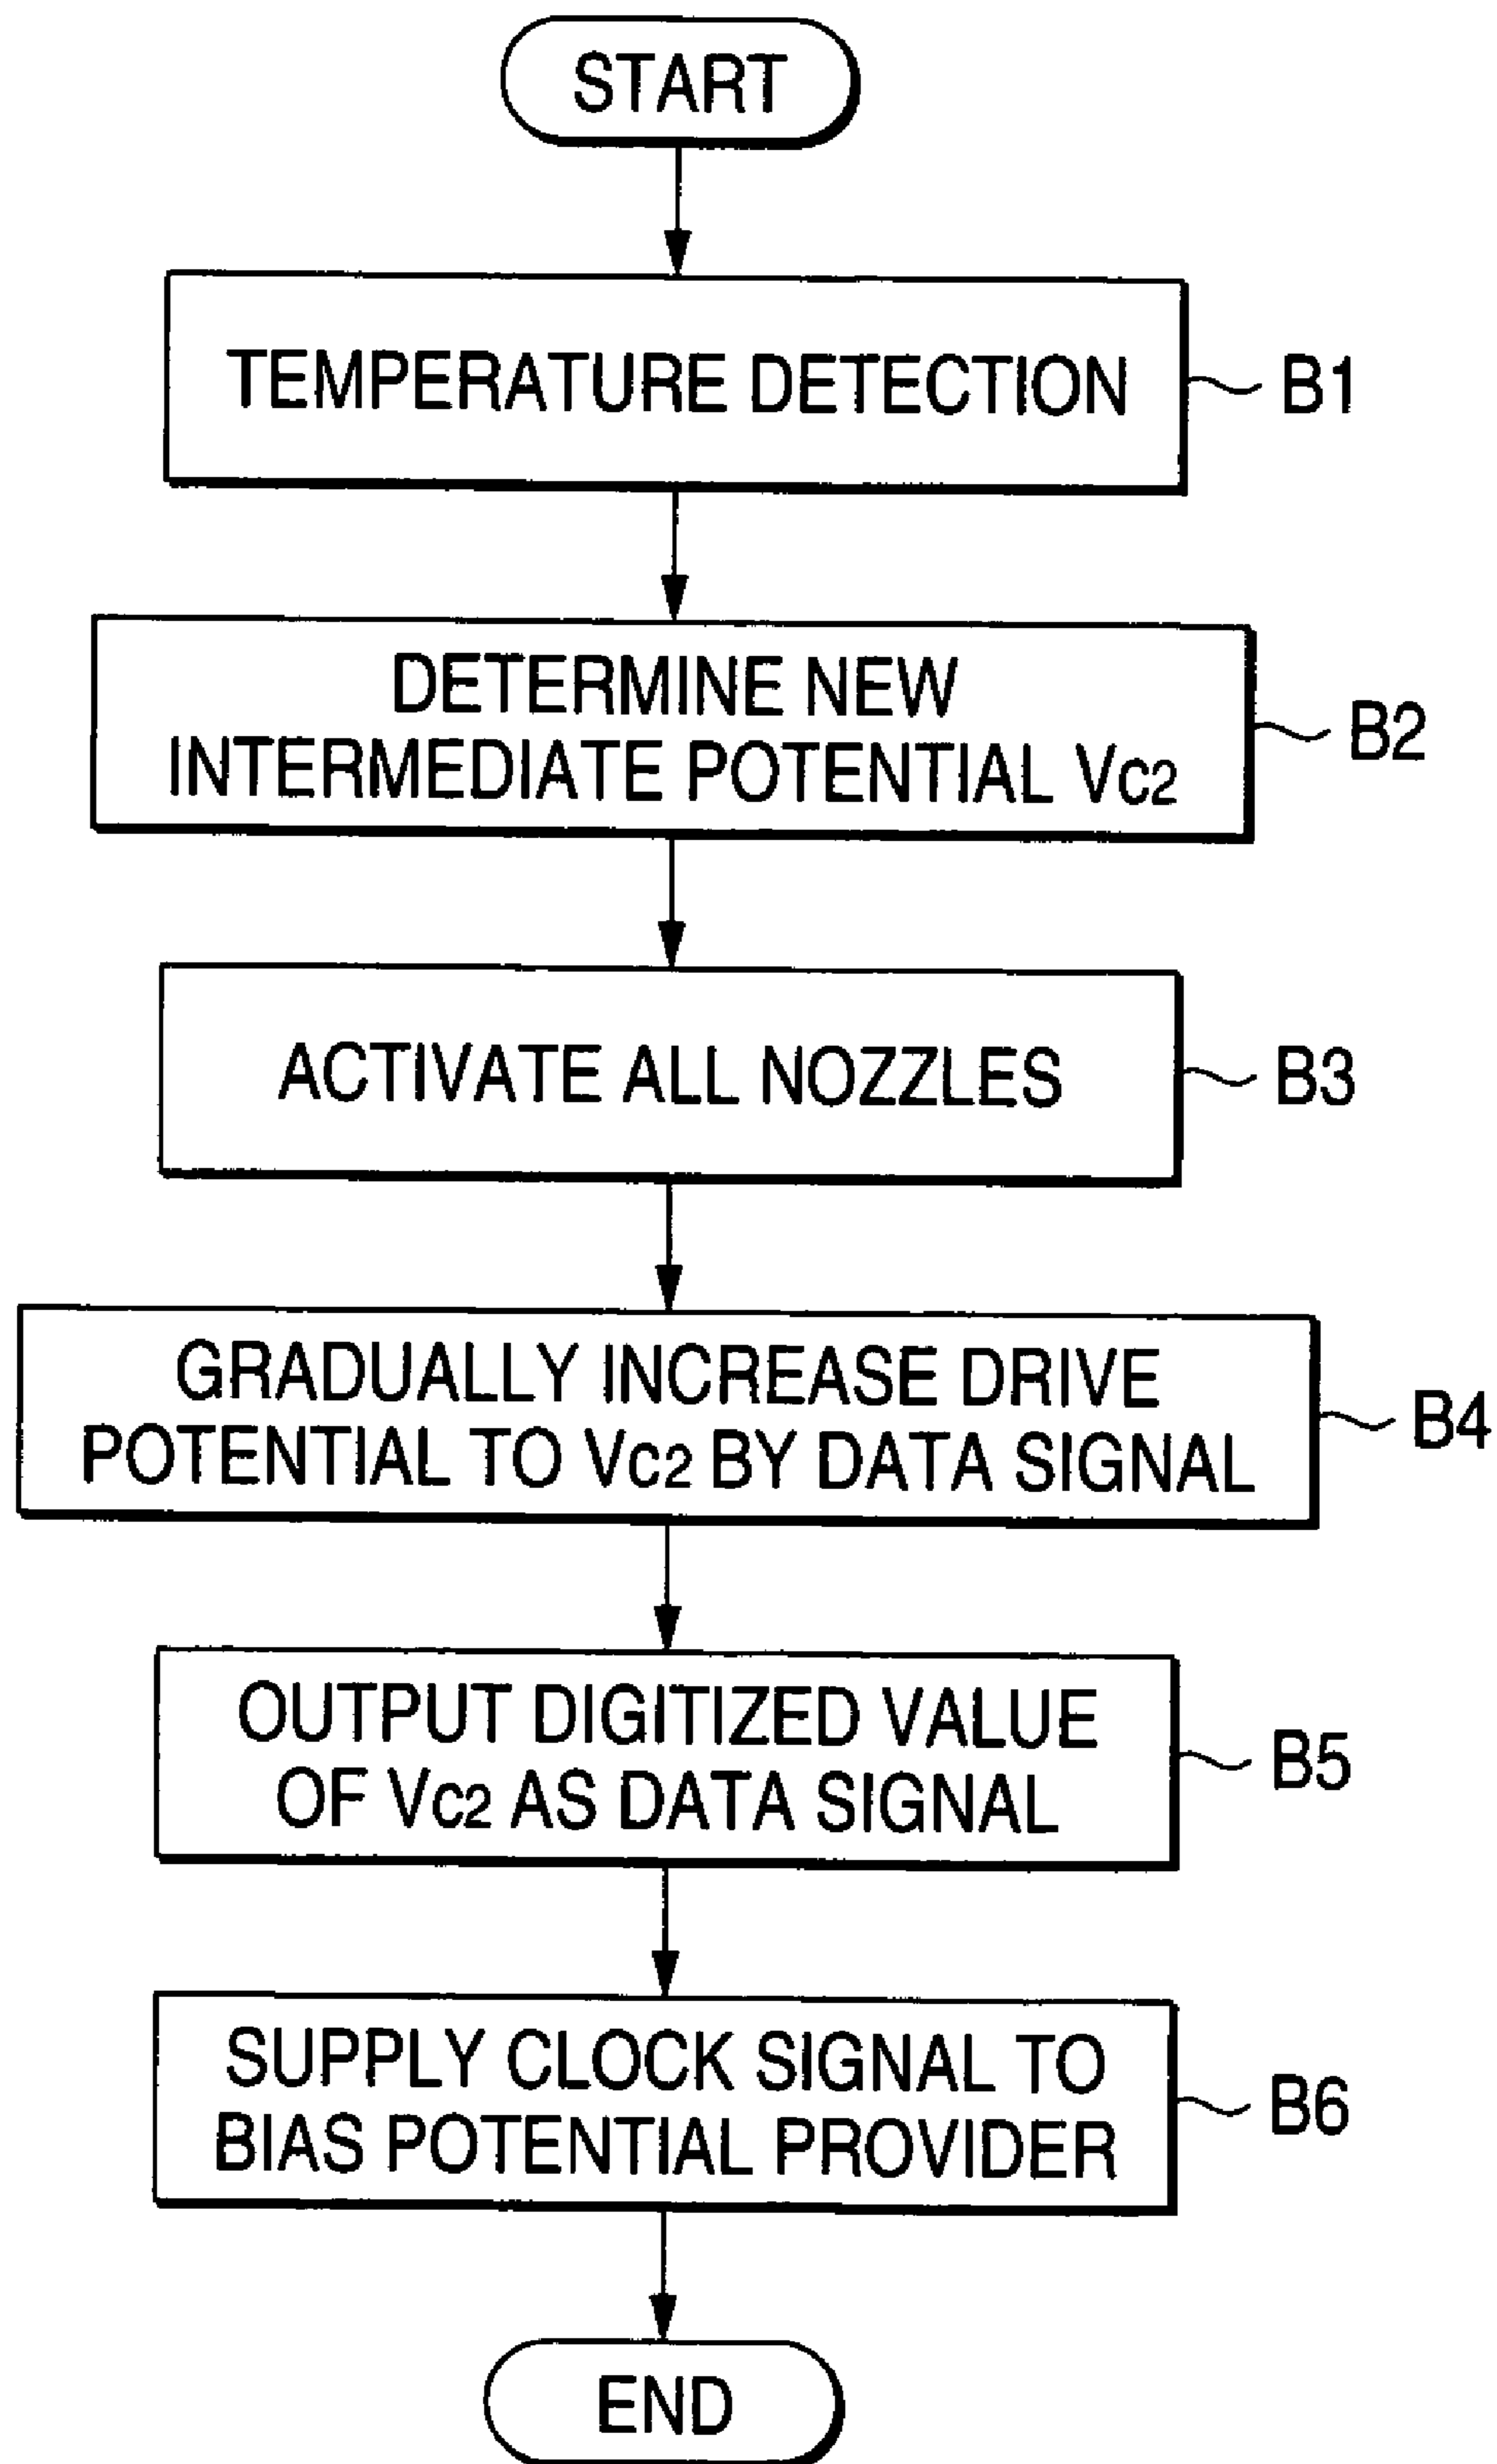 START
TEMPERATURE DETECTION
B1
DETERMINE NEW
INTERMEDIATE POTENTIAL Vc2
B2
ACTIVATE ALL NOZZLES
B3
GRADUALLY INCREASE DRIVE
POTENTIAL TO Vc2 BY DATA SIGNAL
B4
OUTPUT DIGITIZED VALUE
OF Vc2 AS DATA SIGNAL
B5
SUPPLY CLOCK SIGNAL TO
BIAS POTENTIAL PROVIDER
B6
END